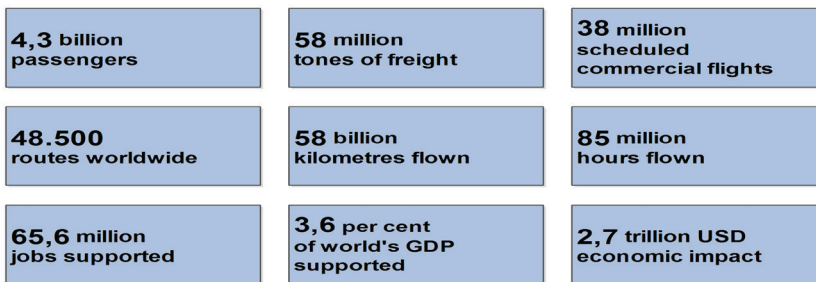 4,3 billion
passengers
58 million
tones of freight
38 million
scheduled
commercial flights
48.500
routes worldwide
58 billion
kilometres flown
85 million
hours flown
65,6 million
jobs supported
3,6 per cent
of world's GDP
supported
2,7 trillion USD
economic impact